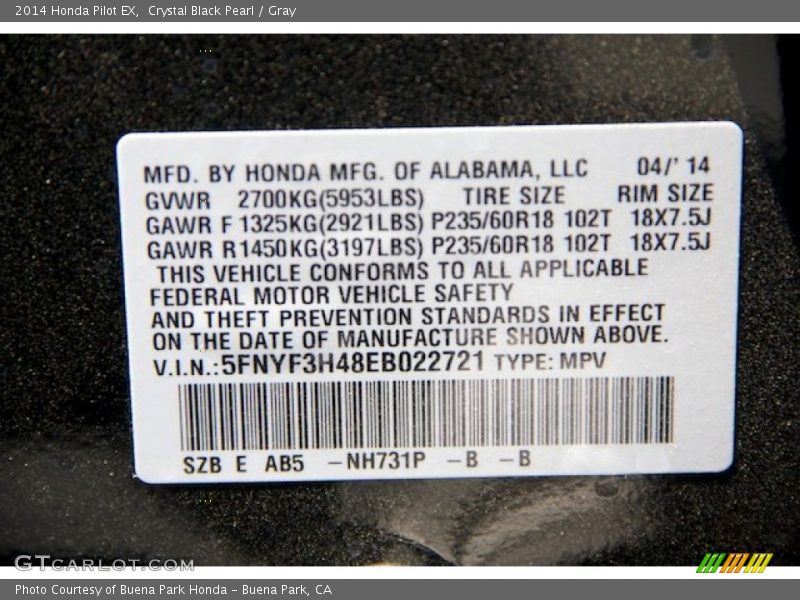 2014 Honda Pilot EX,  Crystal Black Pearl / Gray
MFD. BY HONDA MFG. OF ALABAMA, LLC 04/' 14
GVWR 2700KG(5953LBS) TIRE SIZE RIM SIZE
GAWR F 1325KG(2921LBS) P235/60R18 102T 18X7.5J
GAWR R1450KG(3197LBS) P235/60R18 102T 18X7.5J
THIS VEHICLE CONFORMS TO ALL APPLICABLE
FEDERAL MOTOR VEHICLE SAFETY
AND THEFT PREVENTION STANDARDS IN EFFECT
ON THE DATE OF MANUFACTURE SHOWN ABOVE.
V.I.N.:5FNYF3H48EB022721 TYPE: MPV
SZB E AB5 –NH731P –B –B
GTCARLOT.COM
Photo Courtesy of Buena Park Honda – Buena Park, CA